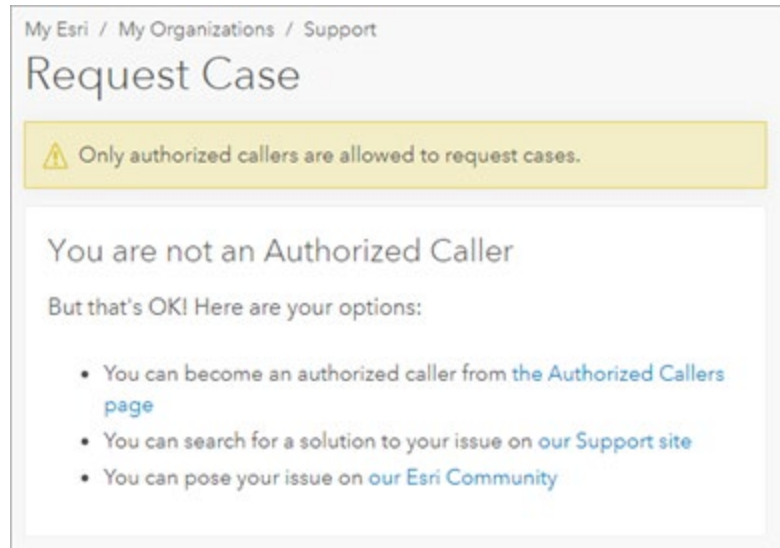 My Esri / My Organizations / Support
Request Case
Only authorized callers are allowed to request cases.
You are not an Authorized Caller
But that's OK! Here are your options:
• You can become an authorized caller from the Authorized Callers
page
• You can search for a solution to your issue on our Support site
• You can pose your issue on our Esri Community